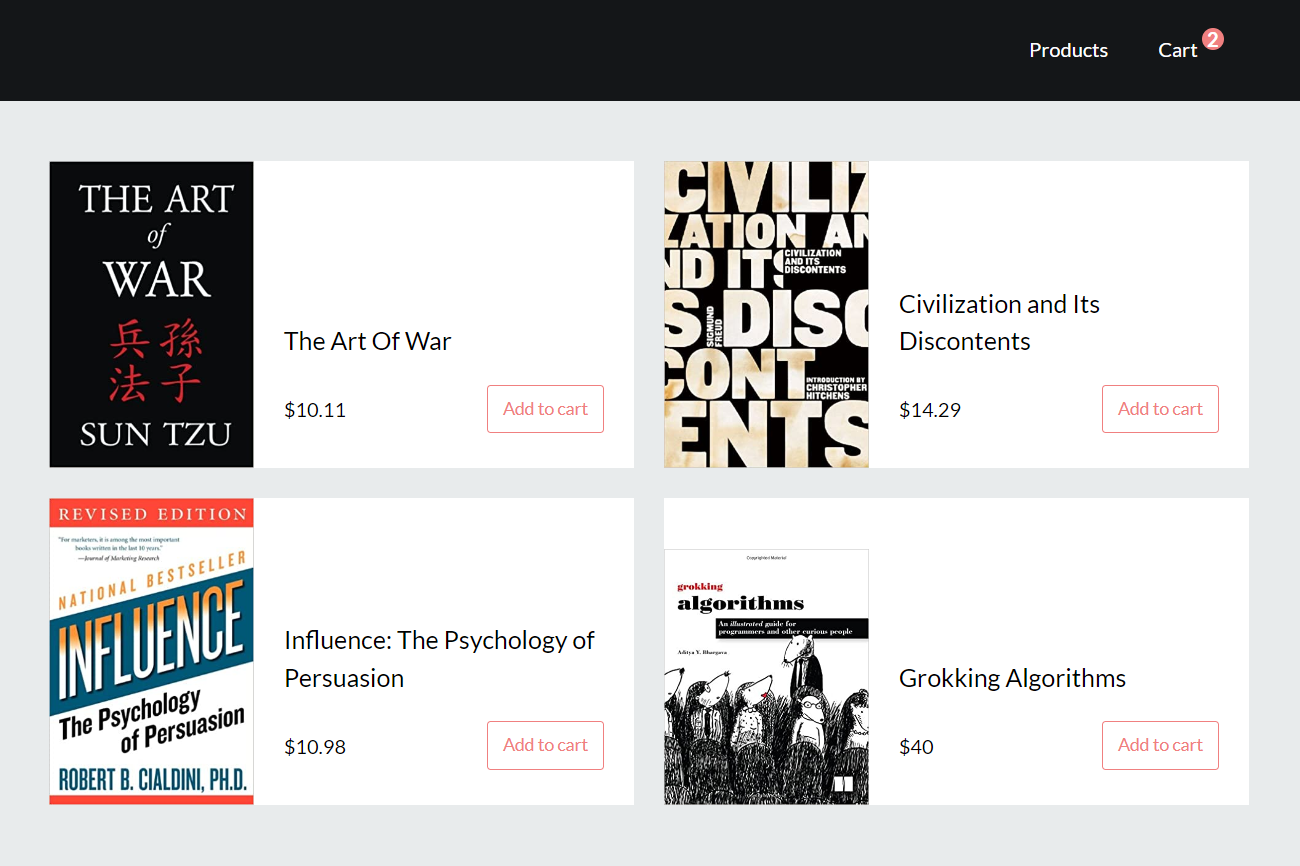 Products
Cart 2
THE ART
of
WAR
兵 孫
法 子
SUN TZU
The Art Of War
$10.11
Add to cart
CIVILIZ
ZATION AN
ND ITS
CIVILIZATION
AND ITS
DISCONTENTS
S DISCO
SIGMUND
FREUD
CONT
INTRODUCTION BY
CHRISTOPHER
HITCHENS
ENTS
Civilization and Its
Discontents
$14.29
Add to cart
REVISED EDITION
"For marketers, it is among the most important
books written in the last 10 years."
—Journal of Marketing Research
NATIONAL BESTSELLER
INFLUENCE
The Psychology
of Persuasion
ROBERT B. CIALDINI, PH.D.
Influence: The Psychology of
Persuasion
$10.98
Add to cart
Copyrighted Material
grokking
algorithms
An illustrated guide for
programmers and other curious people
Aditya Y. Bhargava
Grokking Algorithms
$40
Add to cart